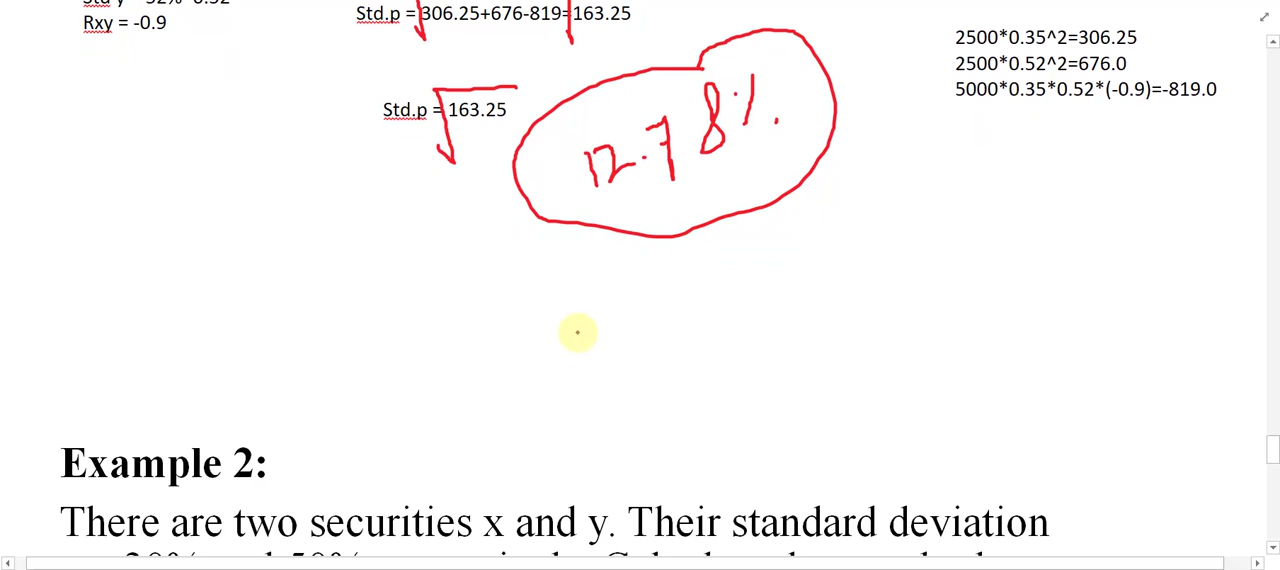 Rxy = -0.9
Std.p = 306.25+676-819=163.25
2500*0.35^2=306.25
2500*0.52^2=676.0
5000*0.35*0.52*(-0.9)=-819.0
Std.p = 163.25
12.78%
Example 2:
There are two securities x and y. Their standard deviation